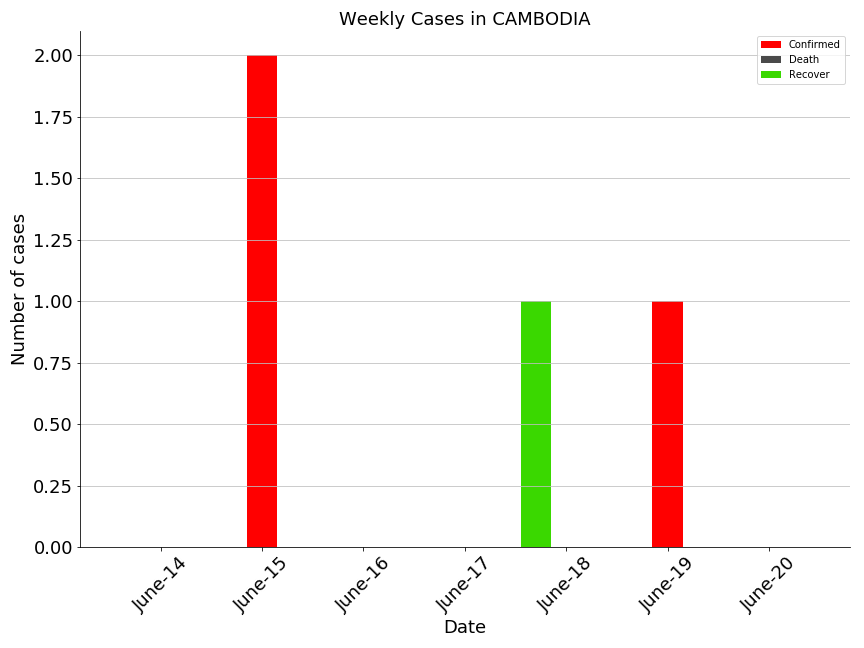 Weekly Cases in CAMBODIA
Confirmed
Death
Recover
Number of cases
2.00
1.75
1.50
1.25
1.00
0.75
0.50
0.25
0.00
June-14
June-15
June-16
June-17
June-18
June-19
June-20
Date